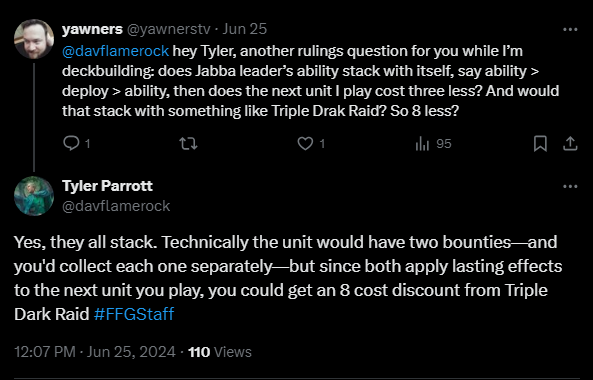 yawners @yawnerstv · Jun 25
@davflamerock hey Tyler, another rulings question for you while I'm
deckbuilding: does Jabba leader's ability stack with itself, say ability >
deploy > ability, then does the next unit I play cost three less? And would
that stack with something like Triple Drak Raid? So 8 less?
1 1 95
Tyler Parrott
@davflamerock
Yes, they all stack. Technically the unit would have two bounties—and
you'd collect each one separately—but since both apply lasting effects
to the next unit you play, you could get an 8 cost discount from Triple
Dark Raid #FFGStaff
12:07 PM · Jun 25, 2024 · 110 Views